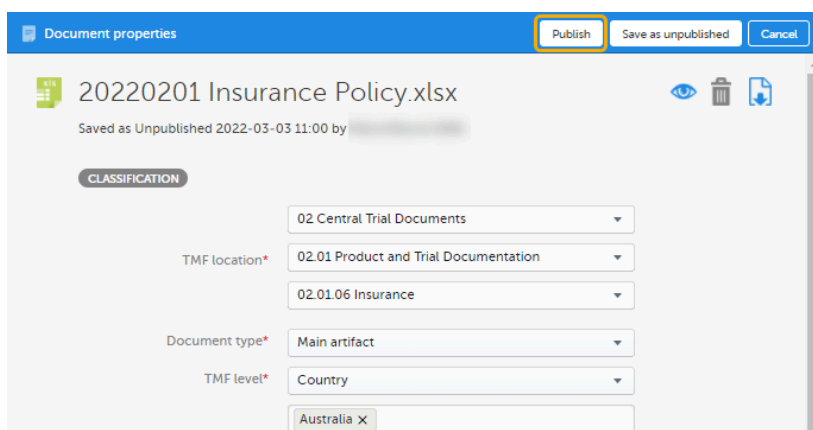 Document properties
Publish
Save as unpublished
Cancel
xls
20220201 Insurance Policy.xlsx
Saved as Unpublished 2022-03-03 11:00 by
CLASSIFICATION
02 Central Trial Documents
TMF location*
02.01 Product and Trial Documentation
02.01.06 Insurance
Document type*
Main artifact
TMF level*
Country
Australia ×